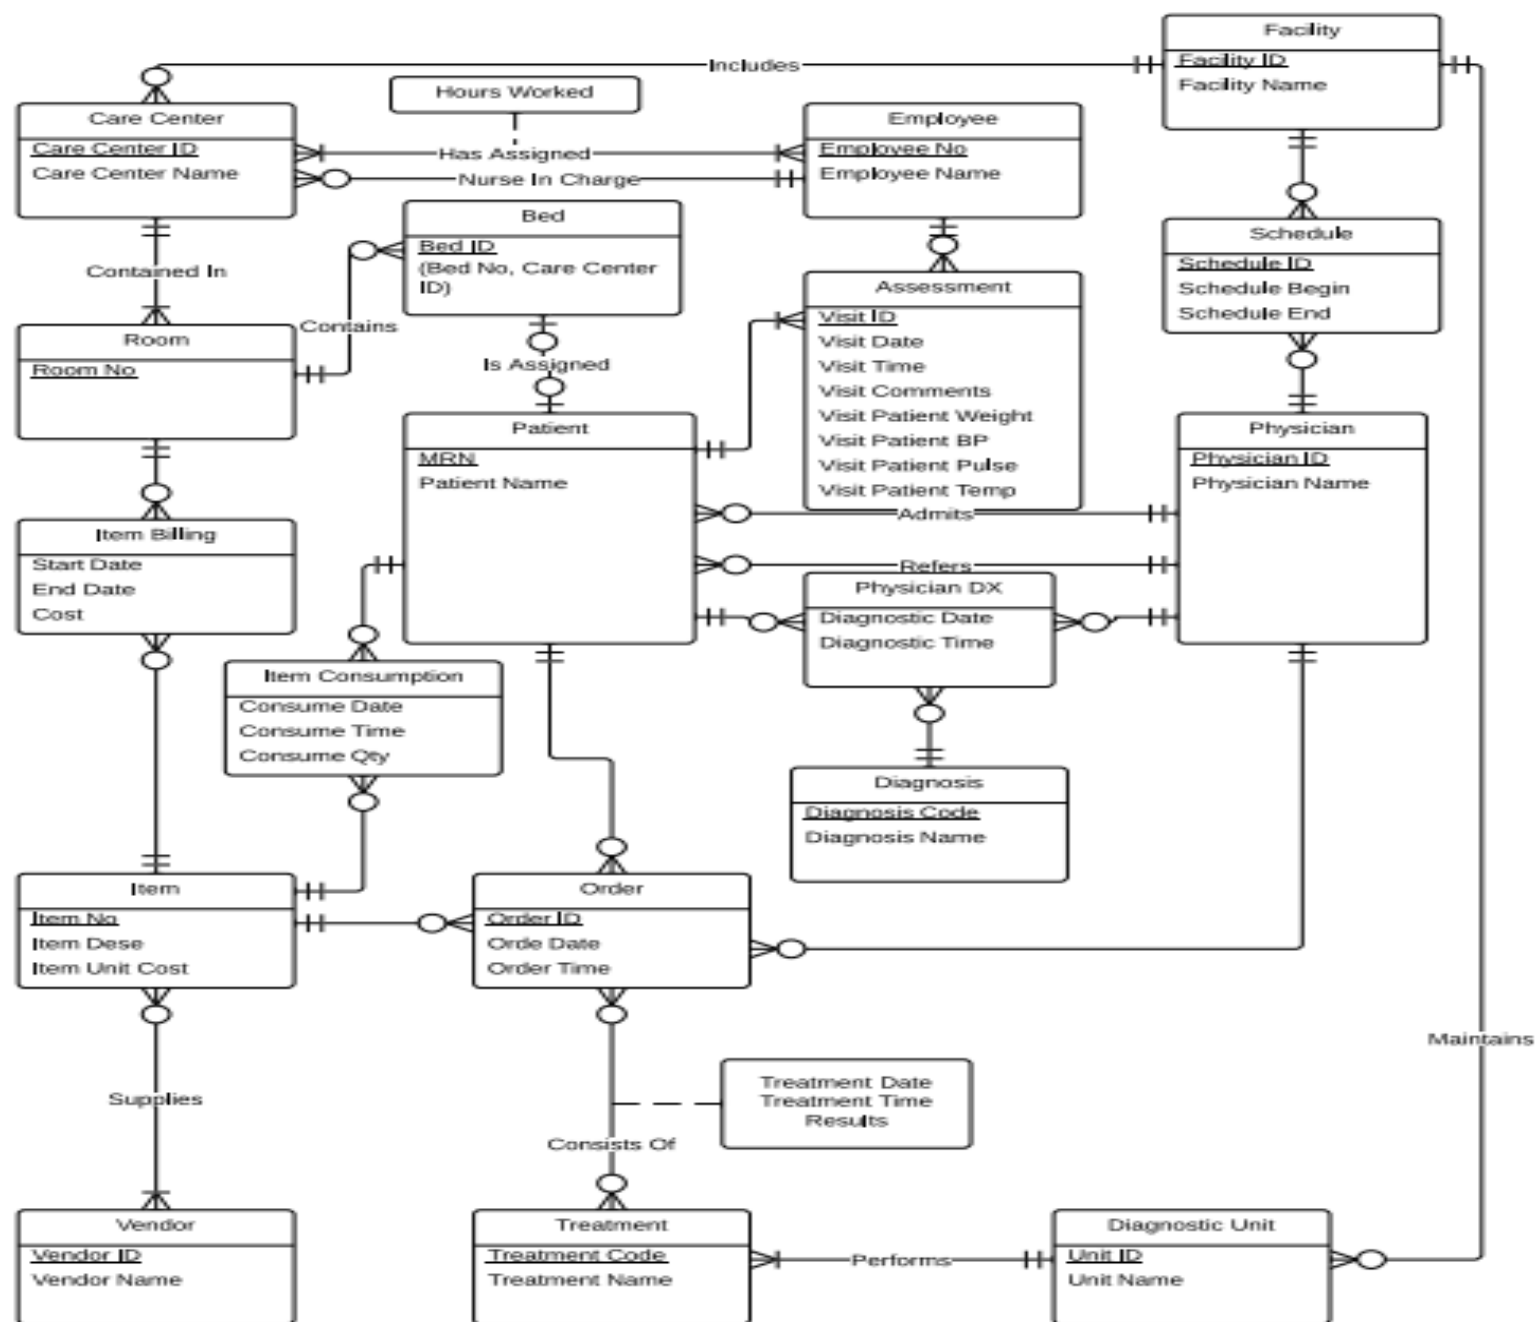 Facility
Facility ID
Facility Name
Includes
Hours Worked
Care Center
Care Center ID
Care Center Name
Employee
Employee No
Employee Name
Has Assigned
Nurse In Charge
Bed
Bed ID
(Bed No, Care Center
ID)
Schedule
Schedule ID
Schedule Begin
Schedule End
Contained In
Contains
Assessment
Visit ID
Visit Date
Visit Time
Visit Comments
Visit Patient Weight
Visit Patient BP
Visit Patient Pulse
Visit Patient Temp
Room
Room No
Is Assigned
Patient
MRN
Patient Name
Physician
Physician ID
Physician Name
Admits
Refers
Item Billing
Start Date
End Date
Cost
Physician DX
Diagnostic Date
Diagnostic Time
Item Consumption
Consume Date
Consume Time
Consume Qty
Diagnosis
Diagnosis Code
Diagnosis Name
Item
Item No
Item Dese
Item Unit Cost
Order
Order ID
Orde Date
Order Time
Maintains
Supplies
Treatment Date
Treatment Time
Results
Consists Of
Vendor
Vendor ID
Vendor Name
Treatment
Treatment Code
Treatment Name
Performs
Diagnostic Unit
Unit ID
Unit Name